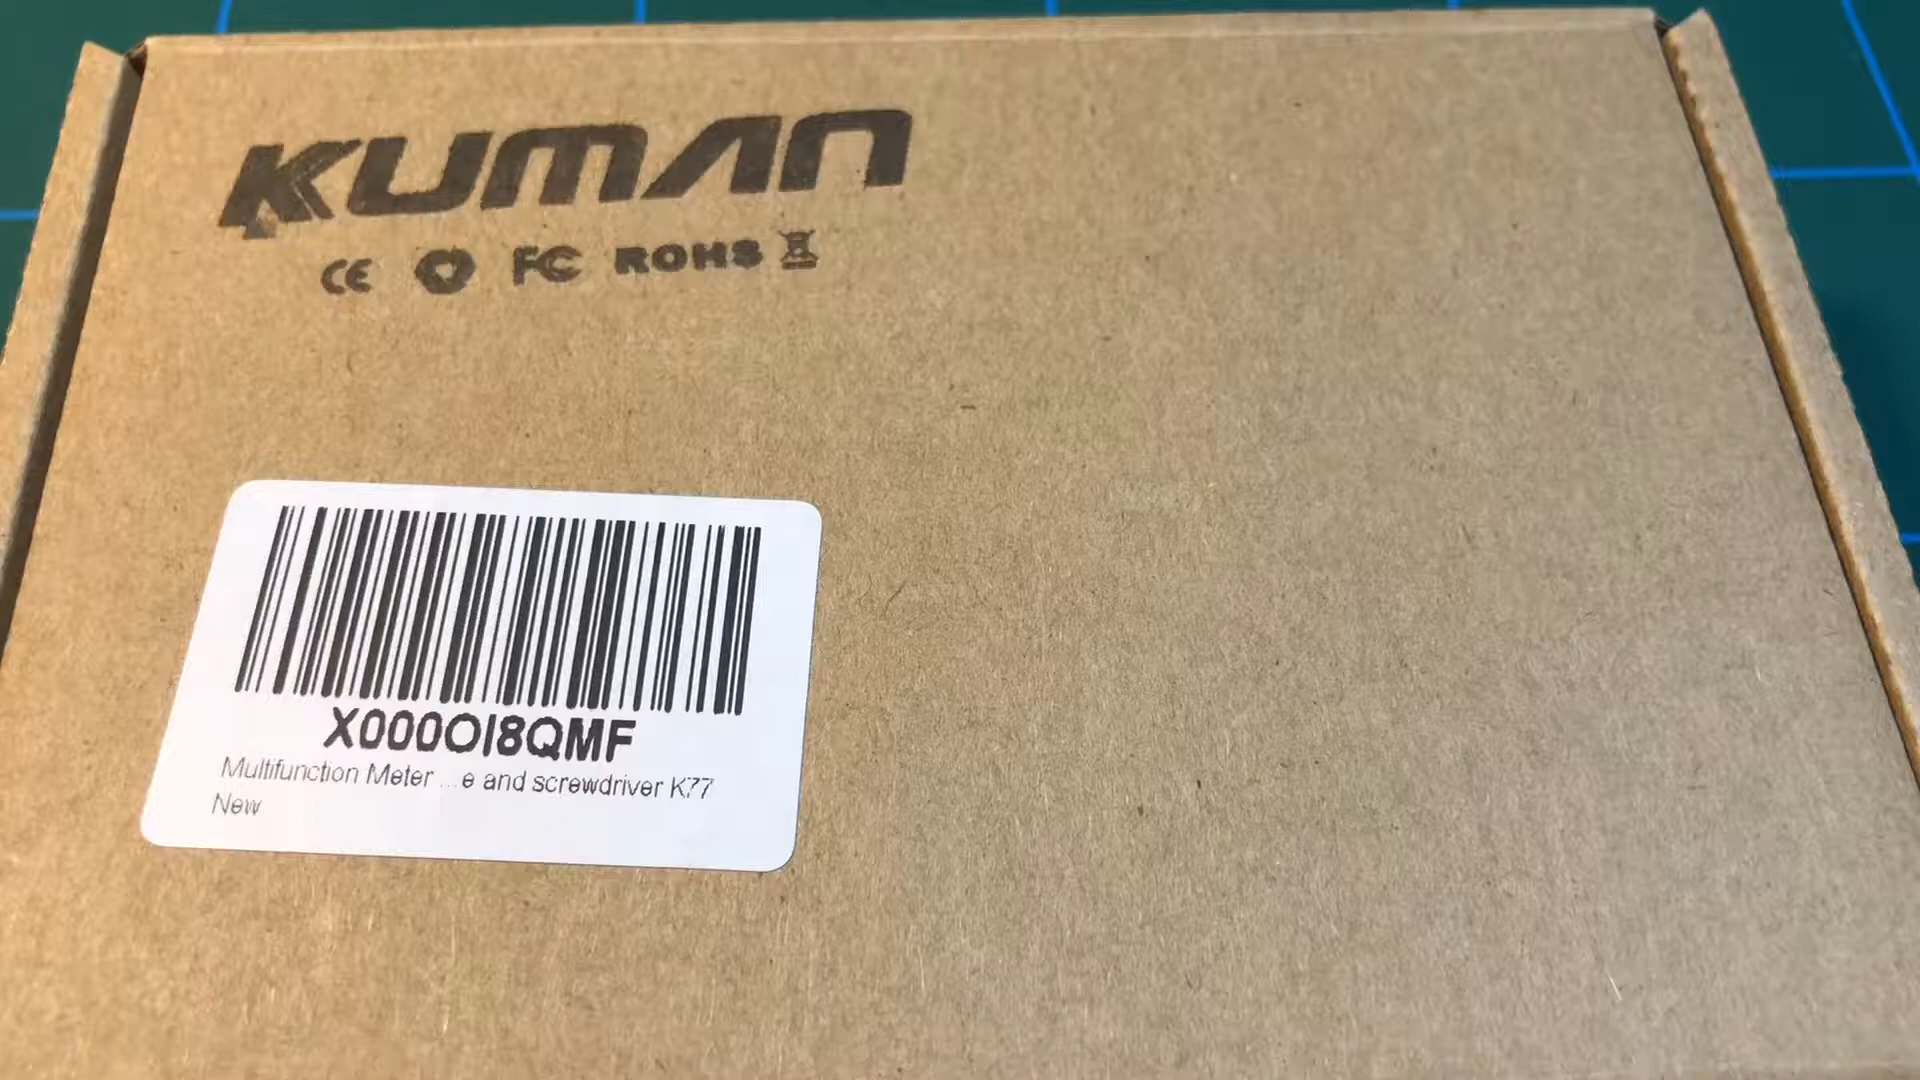 KUMAN
CE FC ROHS
X000OI8QMF
Multifunction Meter ...e and screwdriver K77
New